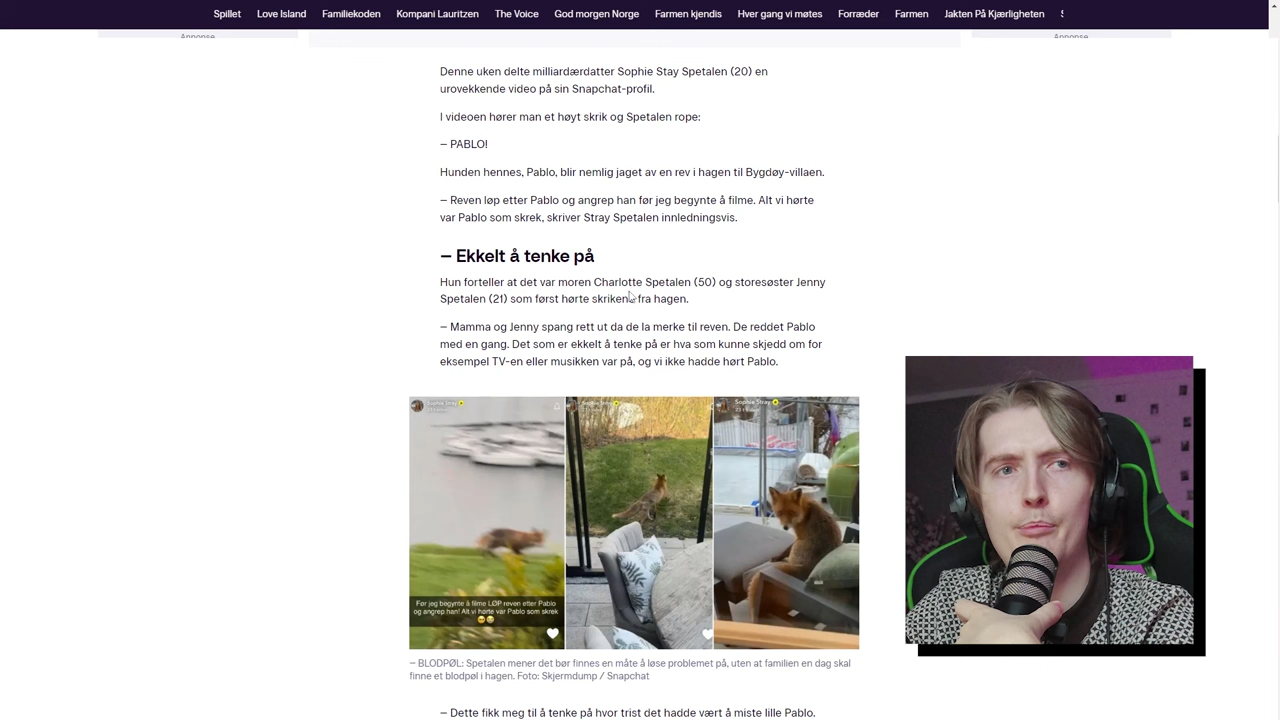 Spillet Love Island Familiekoden Kompani Lauritzen The Voice God morgen Norge Farmen kjendis Hver gang vi møtes Forræder Farmen Jakten På Kjærligheten
Annonse
Annonse
Denne uken delte milliardærdatter Sophie Stay Spetalen (20) en
urovekkende video på sin Snapchat-profil.
I videoen hører man et høyt skrik og Spetalen rope:
– PABLO!
Hunden hennes, Pablo, blir nemlig jaget av en rev i hagen til Bygdøy-villaen.
– Reven løp etter Pablo og angrep han før jeg begynte å filme. Alt vi hørte
var Pablo som skrek, skriver Stray Spetalen innledningsvis.
– Ekkelt å tenke på
Hun forteller at det var moren Charlotte Spetalen (50) og storesøster Jenny
Spetalen (21) som først hørte skrikene fra hagen.
– Mamma og Jenny spang rett ut da de la merke til reven. De reddet Pablo
med en gang. Det som er ekkelt å tenke på er hva som kunne skjedd om for
eksempel TV-en eller musikken var på, og vi ikke hadde hørt Pablo.
Sophia Stray
Sophia Stray
Sophia Stray
Før jeg begynte å filme LØP reven etter Pablo
og angrep han! Alt vi hørte var Pablo som skrek
– BLODPØL: Spetalen mener det bør finnes en måte å løse problemet på, uten at familien en dag skal
finne et blodpøl i hagen. Foto: Skjermdump / Snapchat
– Dette fikk meg til å tenke på hvor trist det hadde vært å miste lille Pablo.